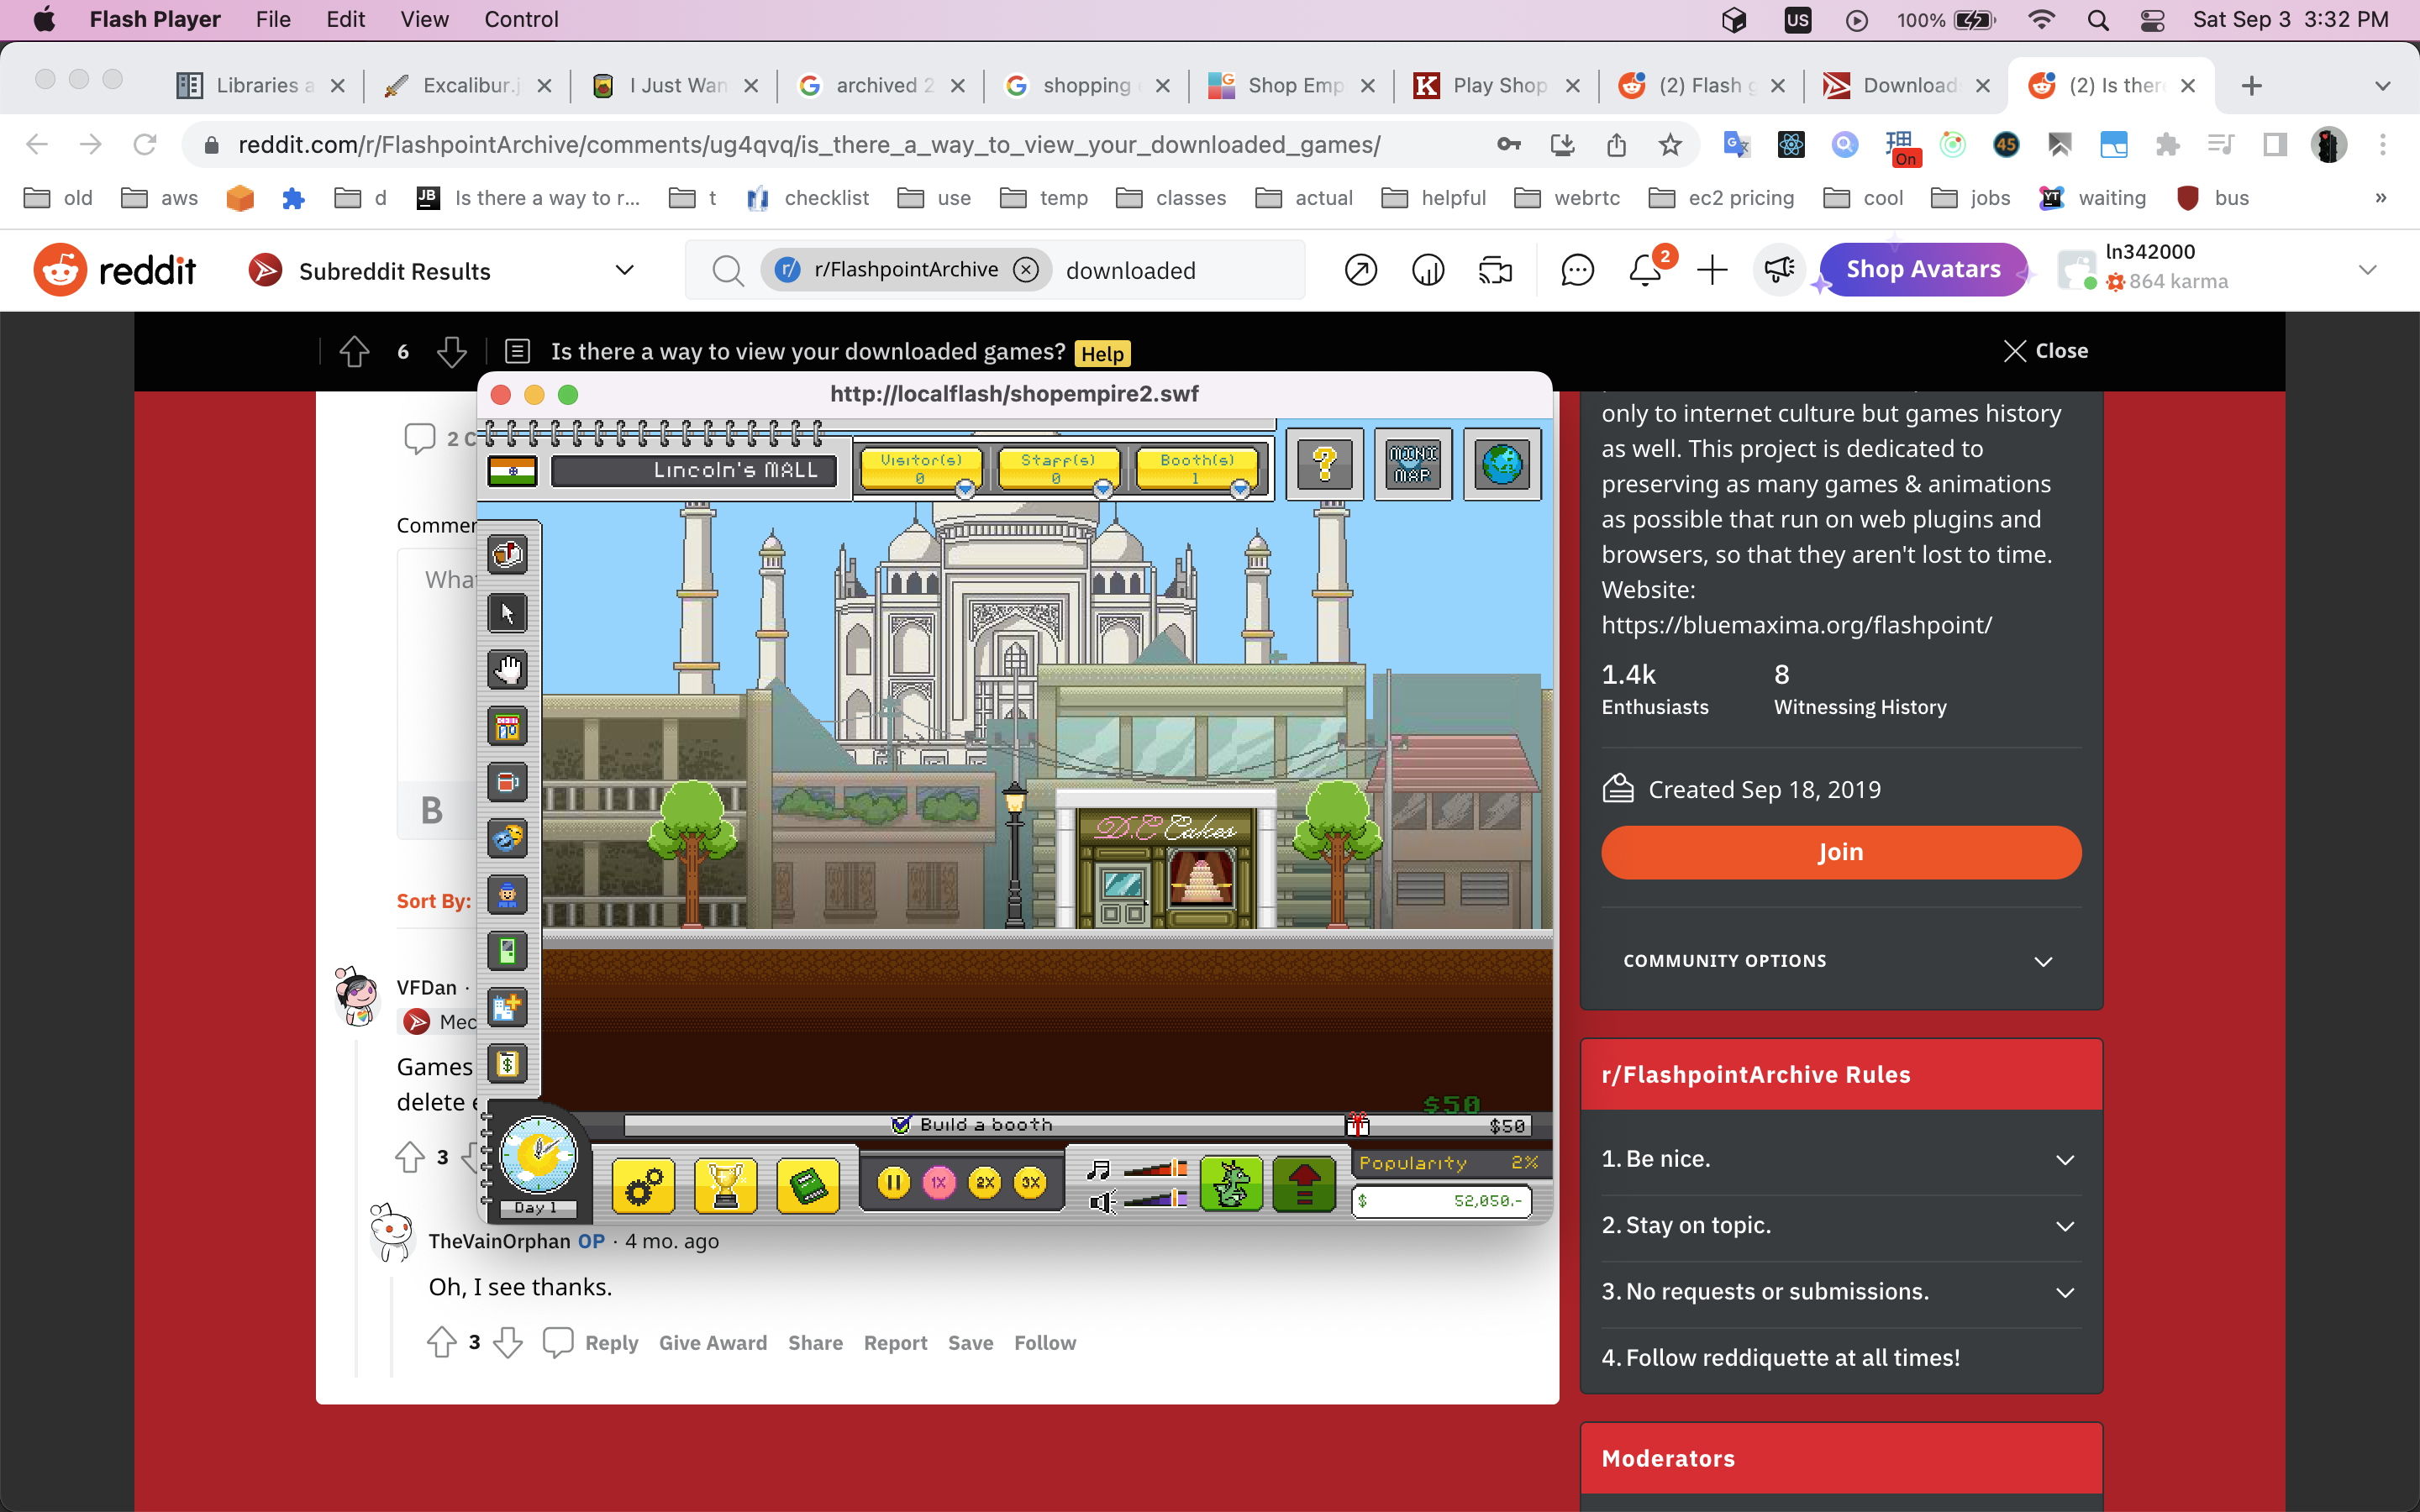 Flash Player File Edit View Control US 100% Sat Sep 3 3:32 PM
Libraries a Excalibur.j I Just Wan archived 2 shopping Shop Emp Play Shop (2) Flash g Download (2) Is ther
reddit.com/r/FlashpointArchive/comments/ug4qvq/is_there_a_way_to_view_your_downloaded_games/ On 45
old aws d JB Is there a way to r... t checklist use temp classes actual helpful webrtc ec2 pricing cool jobs YT waiting bus »
reddit Subreddit Results r/ r/FlashpointArchive downloaded 2 Shop Avatars ln342000
864 karma
6 Is there a way to view your downloaded games? Help Close
http://localflash/shopempire2.swf
2 C
Lincoln's MALL
Visitor(s)
0
Staff(s)
0
Booth(s)
1
?
MINI
MAP
Commen
What
B
Sort By:
D.C Cakes
VFDan ·
Mec
Games
delete e
3
$50
Build a booth $50
Day 1
1X 2X 3X
Popularity 2%
$ 52,050.-
TheVainOrphan OP · 4 mo. ago
Oh, I see thanks.
3 Reply Give Award Share Report Save Follow
only to internet culture but games history
as well. This project is dedicated to
preserving as many games & animations
as possible that run on web plugins and
browsers, so that they aren't lost to time.
Website:
https://bluemaxima.org/flashpoint/
1.4k 8
Enthusiasts Witnessing History
Created Sep 18, 2019
Join
COMMUNITY OPTIONS
r/FlashpointArchive Rules
1. Be nice.
2. Stay on topic.
3. No requests or submissions.
4. Follow reddiquette at all times!
Moderators